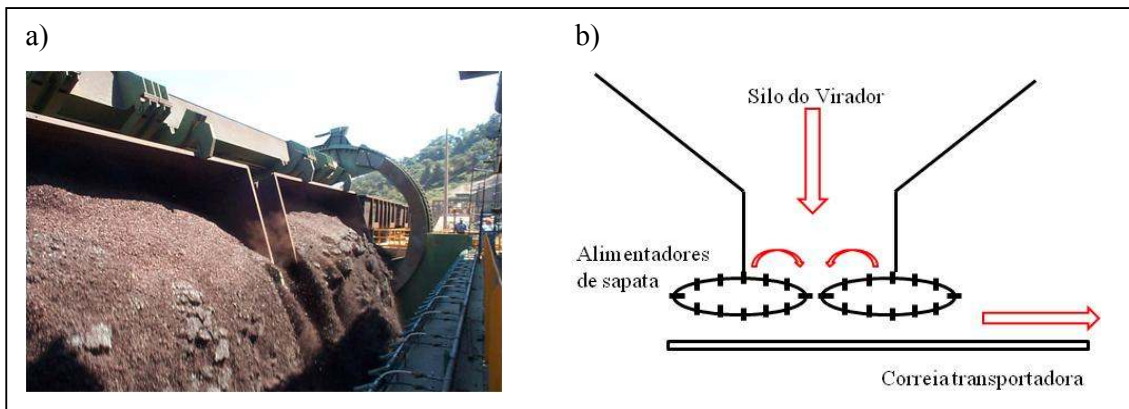 a)
b)
Silo do Virador
Alimentadores
de sapata
Correia transportadora